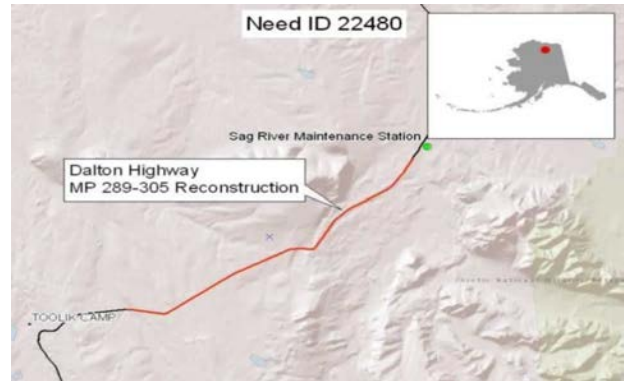 Need ID 22480
Sag River Maintenance Station
Dalton Highway
MP 289-305 Reconstruction
TOOLIK CAMP